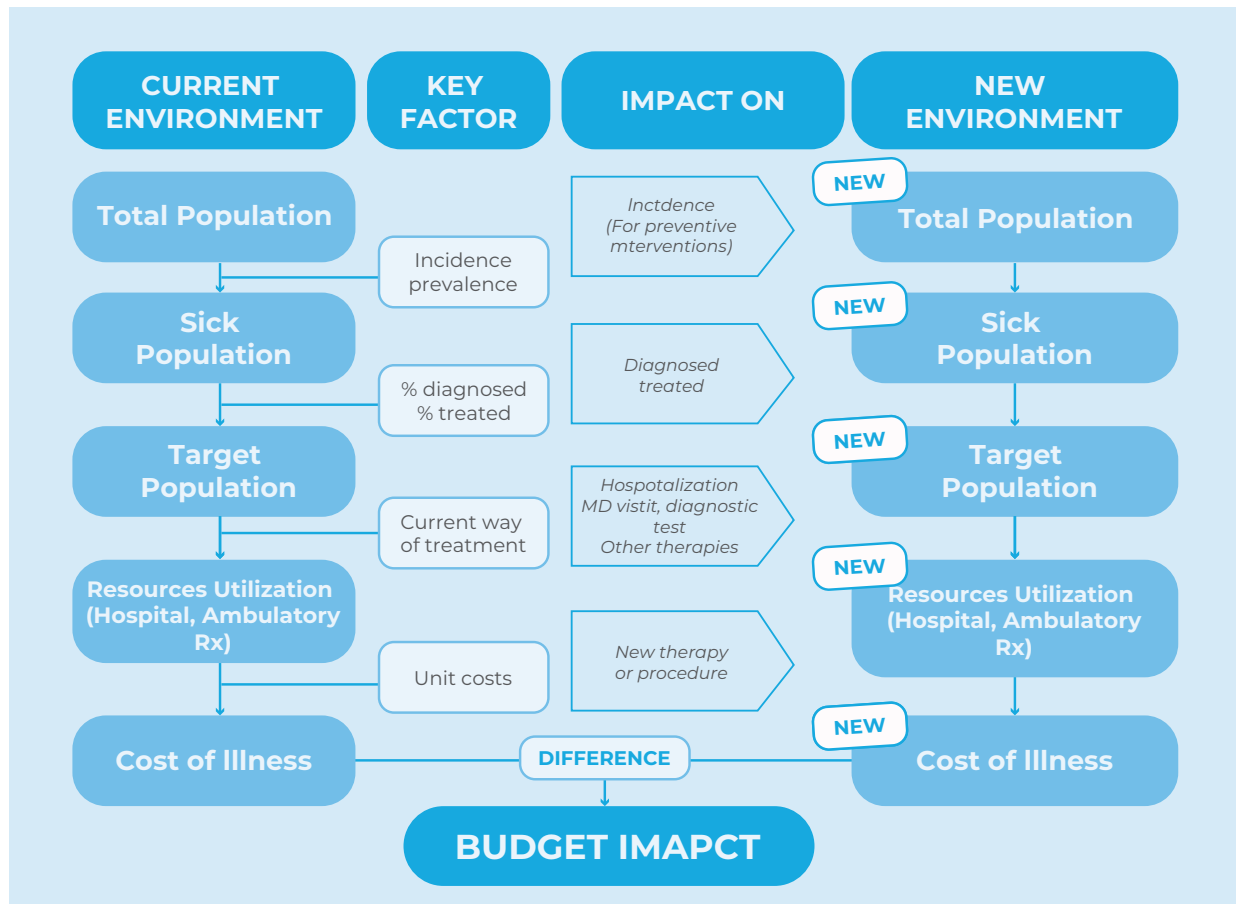 CURRENT
ENVIRONMENT
KEY
FACTOR
IMPACT ON
NEW
ENVIRONMENT
Total Population
Inctdence
(For preventive
mterventions)
NEW
Total Population
Incidence
prevalence
Sick
Population
NEW
Sick
Population
% diagnosed
% treated
Diagnosed
treated
Target
Population
NEW
Target
Population
Current way
of treatment
Hospotalization
MD vistit, diagnostic
test
Other therapies
Resources Utilization
(Hospital, Ambulatory
Rx)
NEW
Resources Utilization
(Hospital, Ambulatory
Rx)
Unit costs
New therapy
or procedure
Cost of lllness
DIFFERENCE
NEW
Cost of lllness
BUDGET IMAPCT